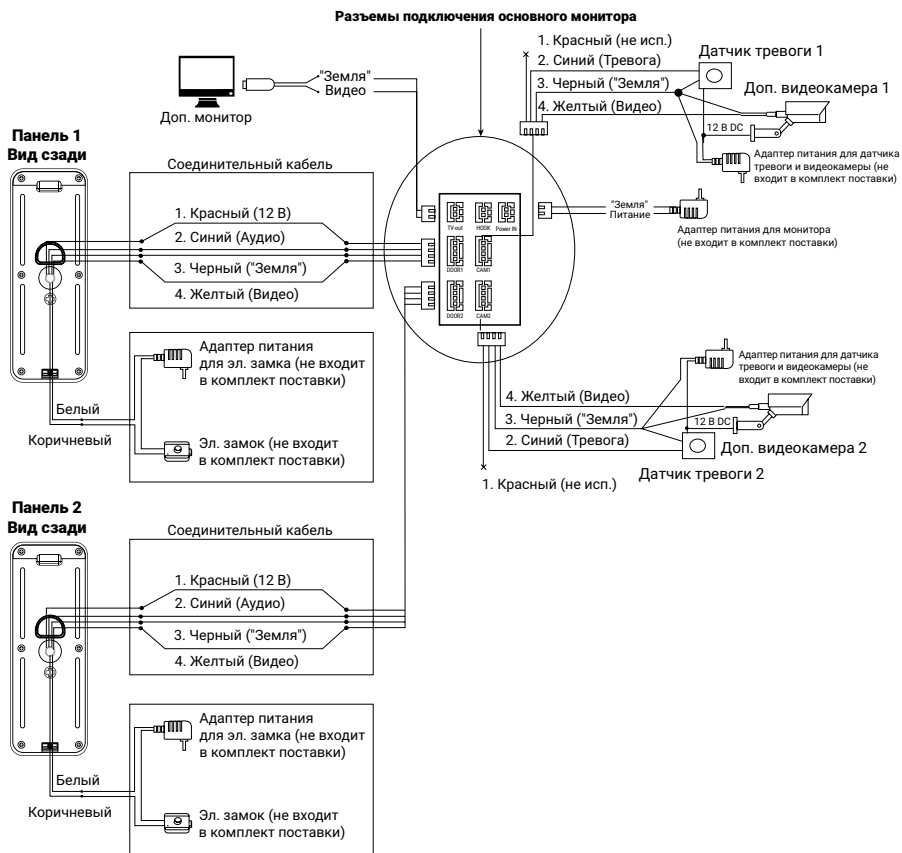 Разъемы подключения основного монитора
"Земля"
Видео
Доп. монитор
1. Красный (не исп.)
2. Синий (Тревога)
3. Черный ("Земля")
4. Желтый (Видео)
Датчик тревоги 1
Доп. видеокамера 1
12 В DC
Адаптер питания для датчика
тревоги и видеокамеры (не
входит в комплект поставки)
"Земля"
Питание
Адаптер питания для монитора
(не входит в комплект поставки)
TV-out
HOOK
Power IN
DOOR1
CAM1
DOOR2
CAM2
Панель 1
Вид сзади
Соединительный кабель
1. Красный (12 В)
2. Синий (Аудио)
3. Черный ("Земля")
4. Желтый (Видео)
Адаптер питания
для эл. замка (не входит
в комплект поставки)
Белый
Коричневый
Эл. замок (не входит
в комплект поставки)
Адаптер питания для датчика
тревоги и видеокамеры (не
входит в комплект поставки)
4. Желтый (Видео)
3. Черный ("Земля")
2. Синий (Тревога)
1. Красный (не исп.)
12 В DC
Доп. видеокамера 2
Датчик тревоги 2
Панель 2
Вид сзади
Соединительный кабель
1. Красный (12 В)
2. Синий (Аудио)
3. Черный ("Земля")
4. Желтый (Видео)
Адаптер питания
для эл. замка (не входит
в комплект поставки)
Белый
Коричневый
Эл. замок (не входит
в комплект поставки)